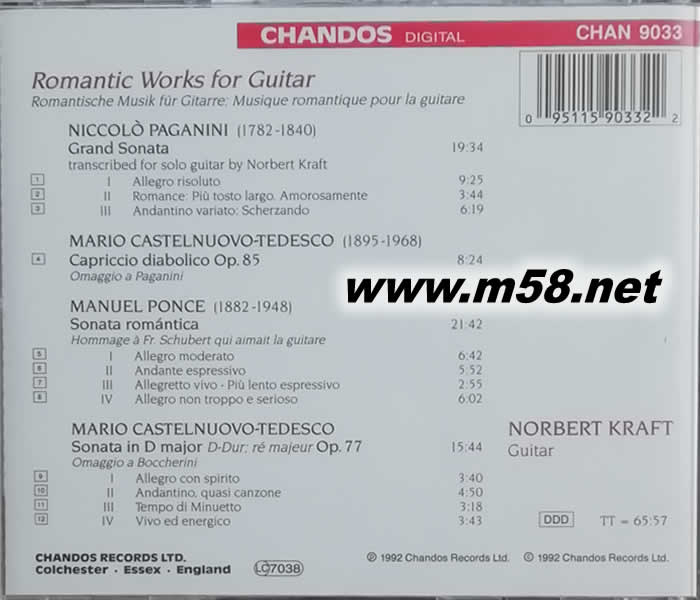 CHANDOS DIGITAL CHAN 9033
Romantic Works for Guitar
Romantische Musik für Gitarre; Musique romantique pour la guitare
0 95115 90332 2
NICCOLÒ PAGANINI (1782-1840)
Grand Sonata 19:34
transcribed for solo guitar by Norbert Kraft
1 I Allegro risoluto 9:25
2 II Romance: Più tosto largo. Amorosamente 3:44
3 III Andantino variato: Scherzando 6:19
MARIO CASTELNUOVO-TEDESCO (1895-1968)
4 Capriccio diabolico Op. 85 8:24
Omaggio a Paganini
www.m58.net
MANUEL PONCE (1882-1948)
Sonata romántica 21:42
Hommage à Fr. Schubert qui aimait la guitare
5 I Allegro moderato 6:42
6 II Andante espressivo 5:52
7 III Allegretto vivo - Più lento espressivo 2:55
8 IV Allegro non troppo e serioso 6:02
MARIO CASTELNUOVO-TEDESCO
Sonata in D major D-Dur; ré majeur Op. 77 15:44
Omaggio a Boccherini
9 I Allegro con spirito 3:40
10 II Andantino, quasi canzone 4:50
11 III Tempo di Minuetto 3:18
12 IV Vivo ed energico 3:43
NORBERT KRAFT
Guitar
DDD TT = 65:57
CHANDOS RECORDS LTD.
Colchester · Essex · England
LC 7038
℗ 1992 Chandos Records Ltd. © 1992 Chandos Records Ltd.